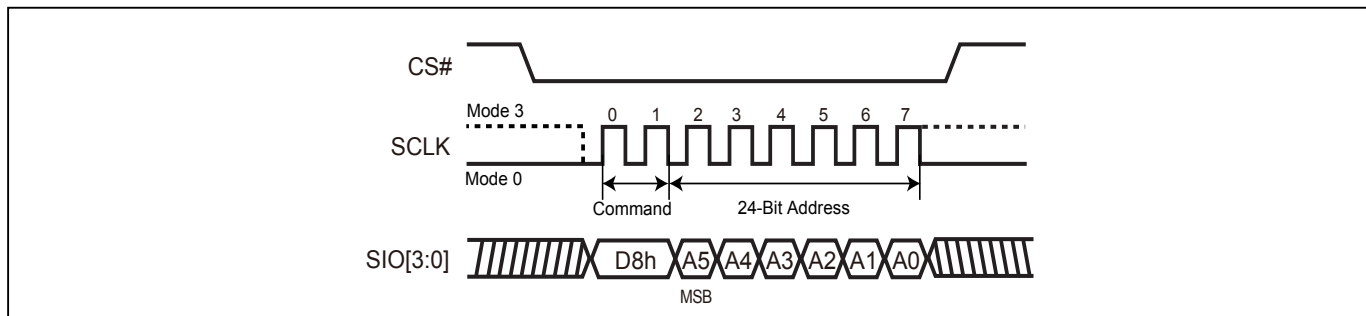 CS#
Mode 3
0 1 2 3 4 5 6 7
SCLK
Mode 0
Command 24-Bit Address
SIO[3:0] D8h A5 A4 A3 A2 A1 A0
MSB